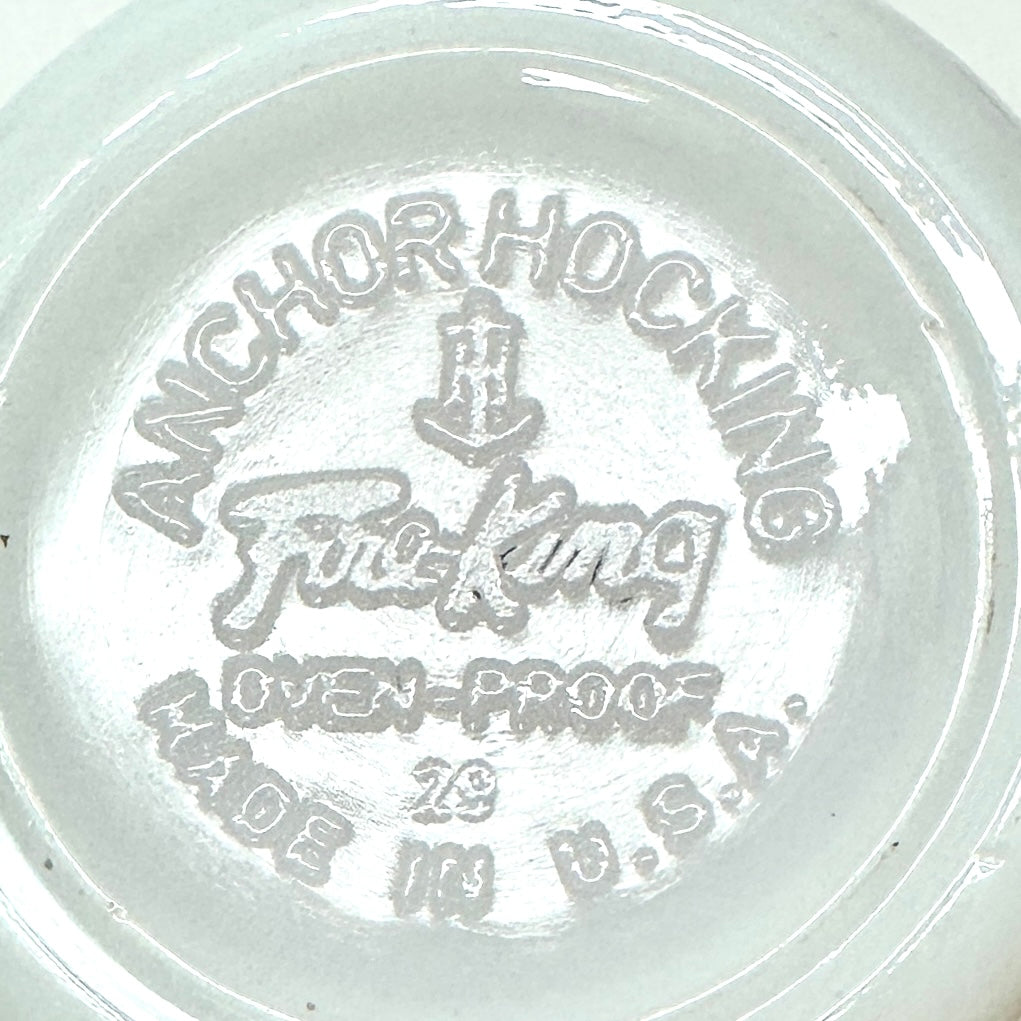 ANCHOR HOCKING
H
Fire-King
OVEN-PROOF
29
MADE IN U.S.A.